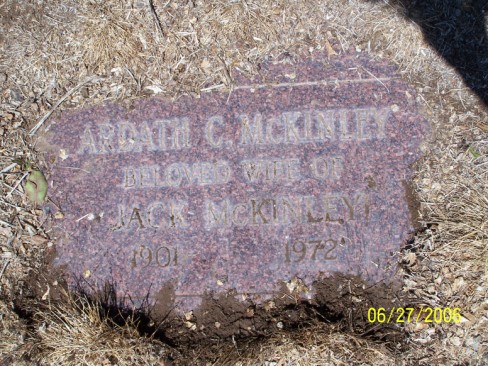 ARDATH C. McKINLEY
BELOVED WIFE OF
JACK McKINLEY
1901 1972
06/27/2006